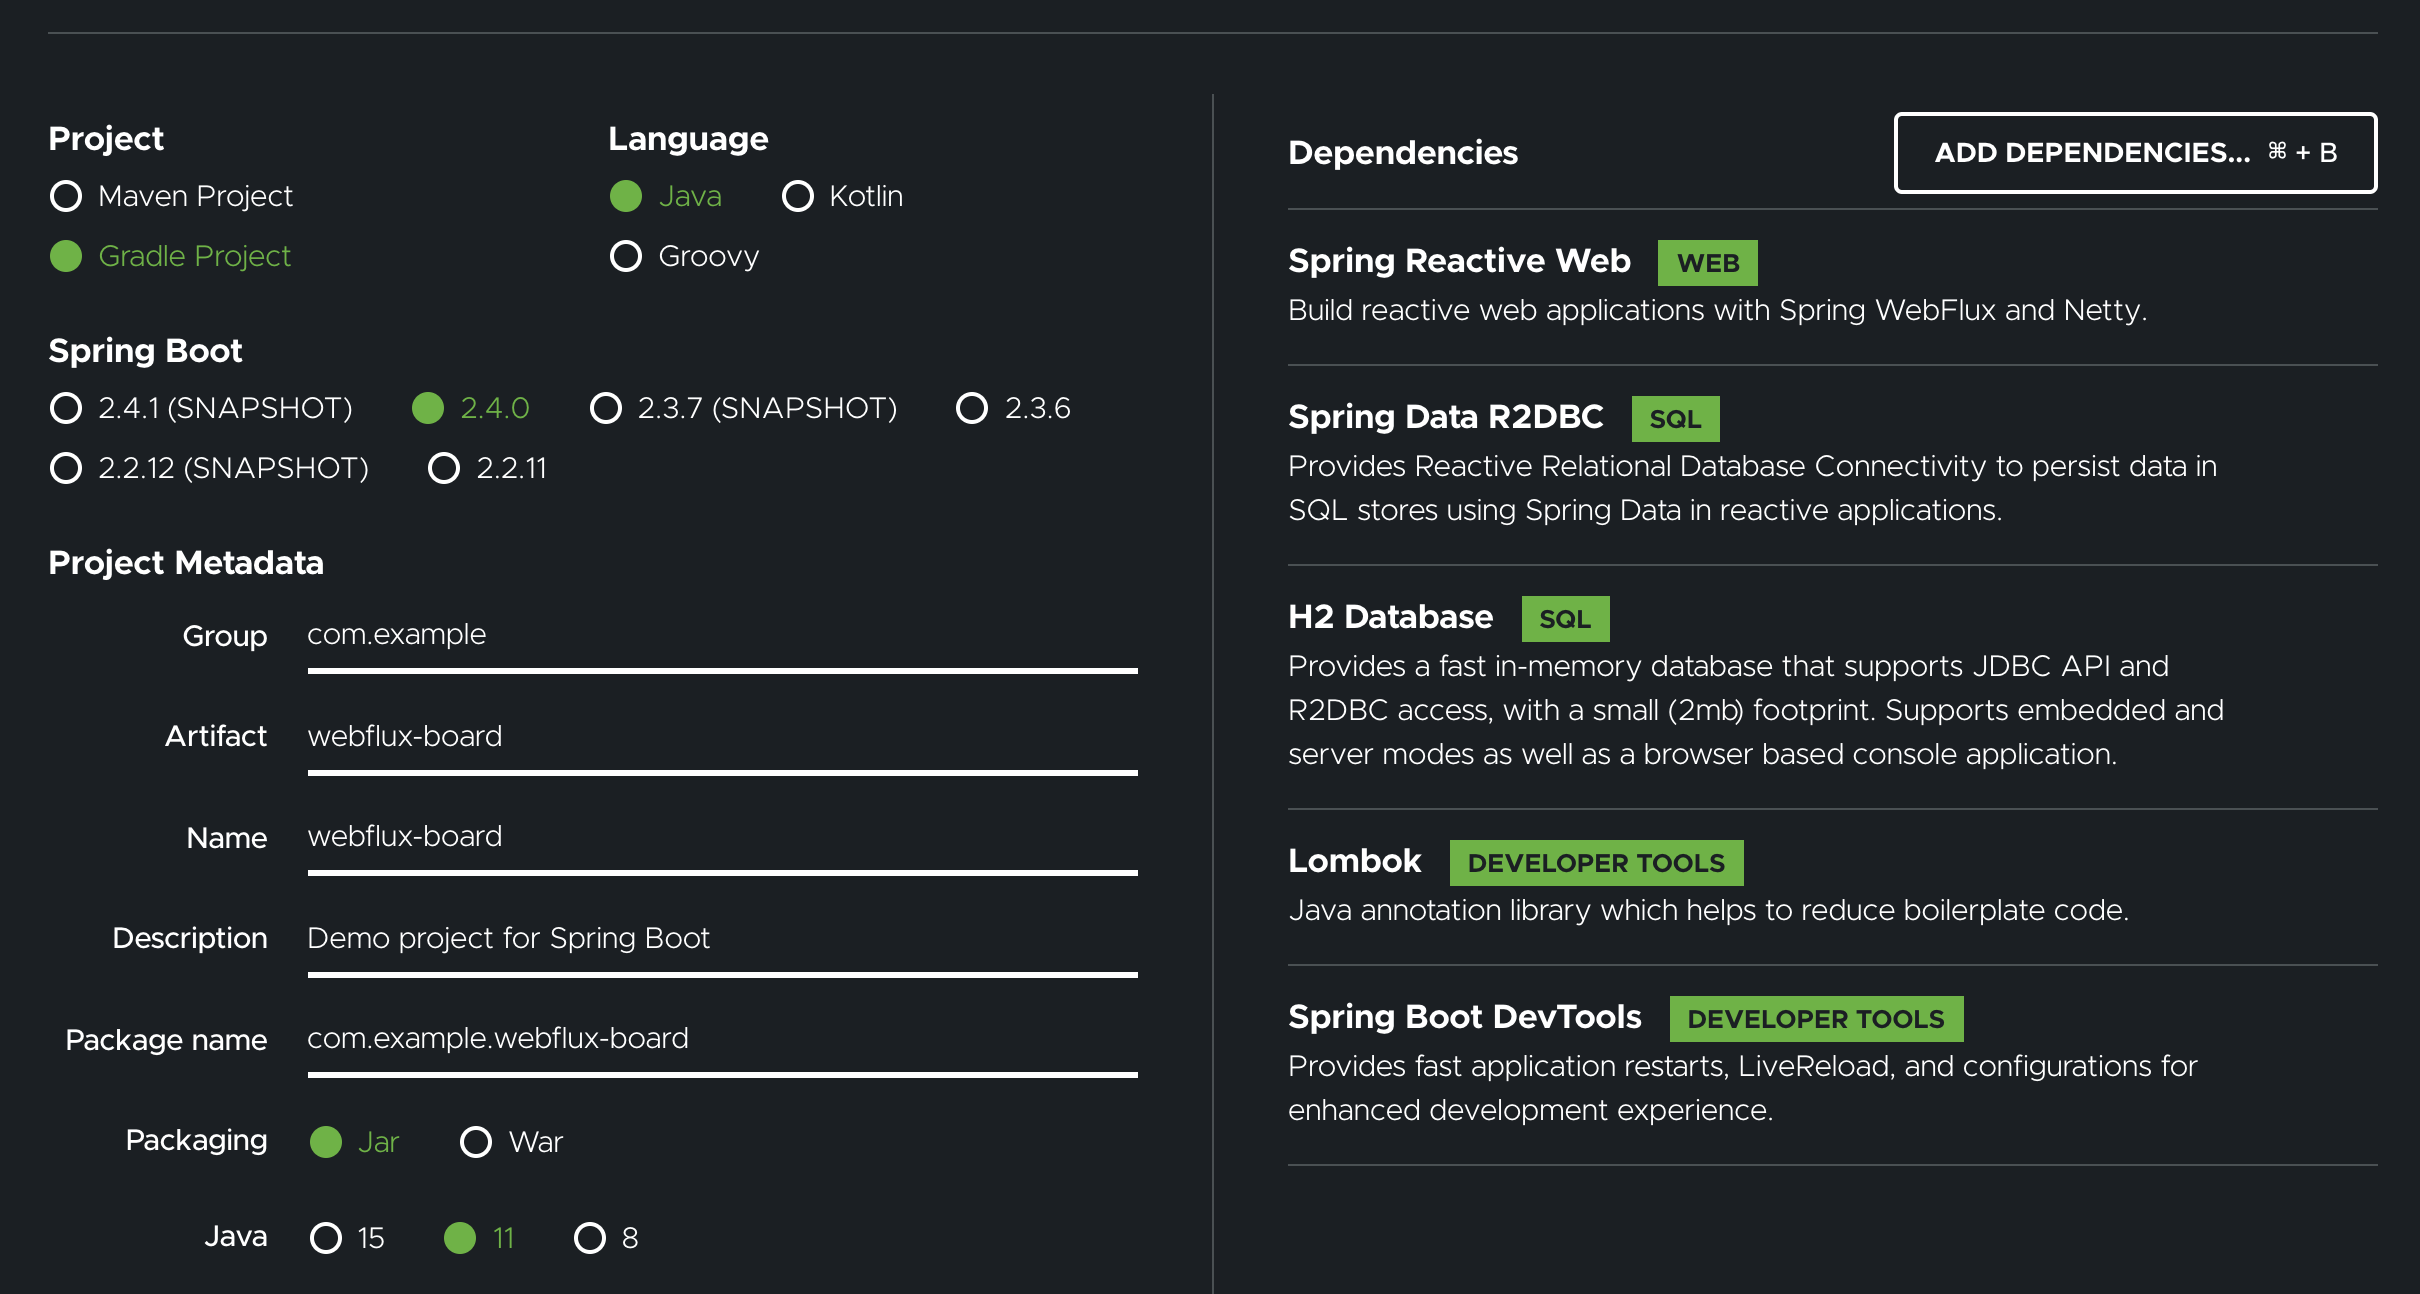 Project
Maven Project
Gradle Project
Language
Java Kotlin
Groovy
Spring Boot
2.4.1 (SNAPSHOT) 2.4.0 2.3.7 (SNAPSHOT) 2.3.6
2.2.12 (SNAPSHOT) 2.2.11
Project Metadata
Group com.example
Artifact webflux-board
Name webflux-board
Description Demo project for Spring Boot
Package name com.example.webflux-board
Packaging Jar War
Java 15 11 8
Dependencies ADD DEPENDENCIES... ⌘ + B
Spring Reactive Web WEB
Build reactive web applications with Spring WebFlux and Netty.
Spring Data R2DBC SQL
Provides Reactive Relational Database Connectivity to persist data in
SQL stores using Spring Data in reactive applications.
H2 Database SQL
Provides a fast in-memory database that supports JDBC API and
R2DBC access, with a small (2mb) footprint. Supports embedded and
server modes as well as a browser based console application.
Lombok DEVELOPER TOOLS
Java annotation library which helps to reduce boilerplate code.
Spring Boot DevTools DEVELOPER TOOLS
Provides fast application restarts, LiveReload, and configurations for
enhanced development experience.